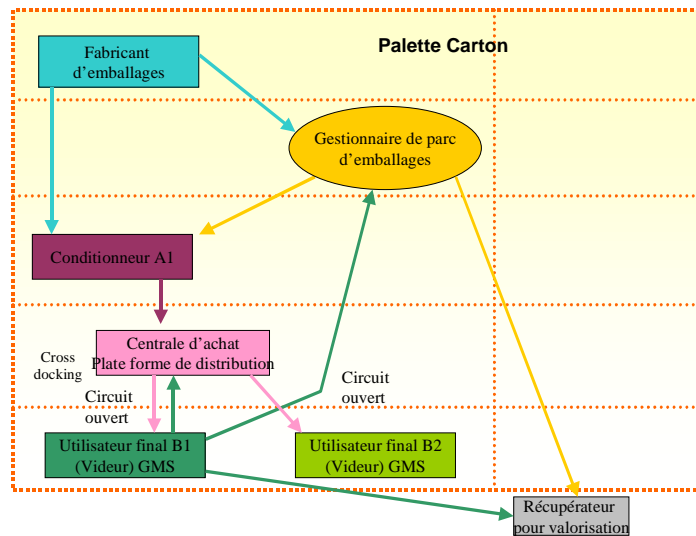 Palette Carton
Fabricant
d'emballages
Gestionnaire de parc
d'emballages
Conditionneur A1
Centrale d'achat
Plate forme de distribution
Cross
docking
Circuit
ouvert
Circuit
ouvert
Utilisateur final B1
(Videur) GMS
Utilisateur final B2
(Videur) GMS
Récupérateur
pour valorisation